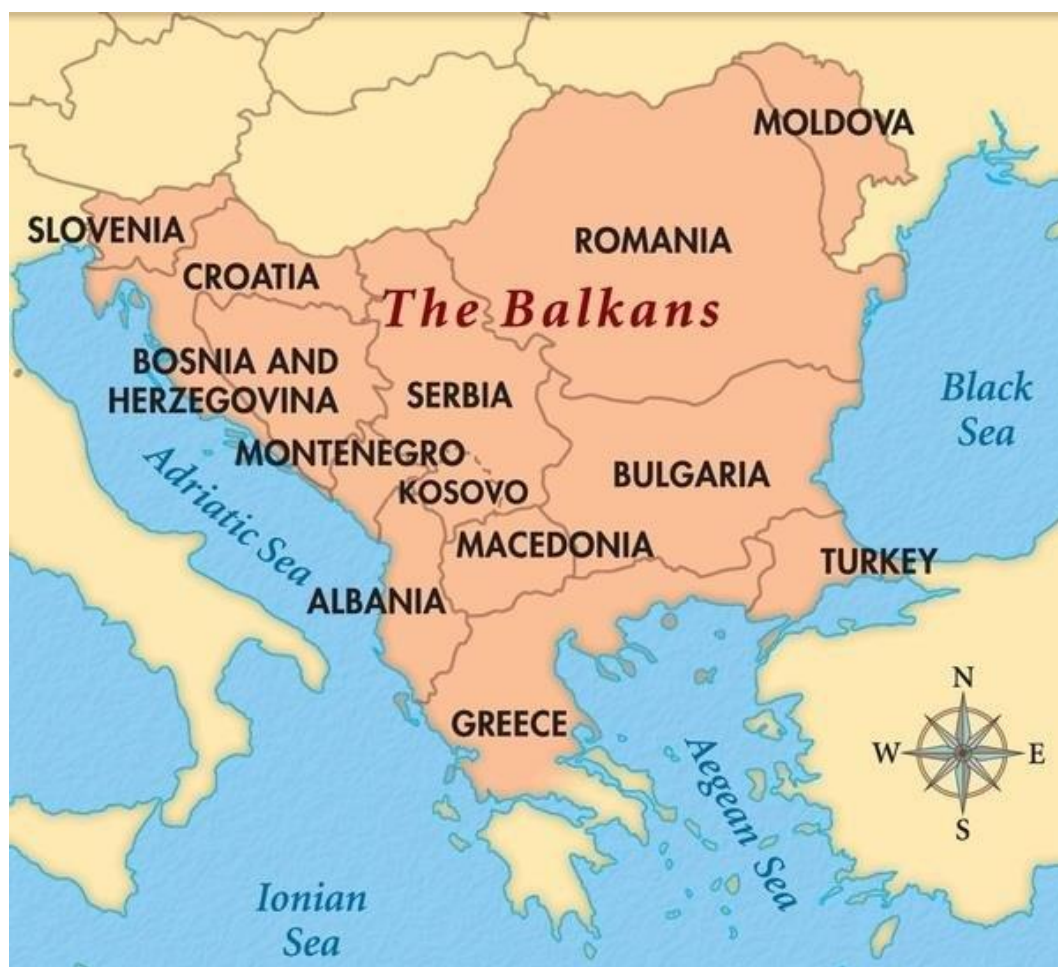 MOLDOVA
SLOVENIA
ROMANIA
CROATIA
The Balkans
BOSNIA AND
HERZEGOVINA
SERBIA
Black
Sea
MONTENEGRO
Adriatic Sea
KOSOVO
BULGARIA
MACEDONIA
TURKEY
ALBANIA
GREECE
Aegean Sea
N
W
E
S
Ionian
Sea